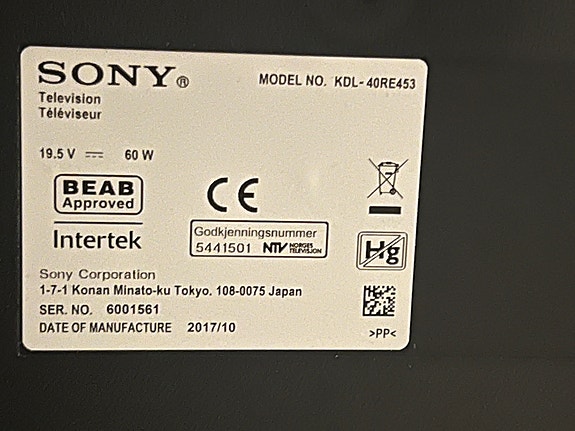 SONY®
MODEL NO. KDL-40RE453
Television
Téléviseur
19.5 V 60 W
BEAB
Approved
Intertek
CE
Godkjenningsnummer
5441501 NTV NORGES
TELEVISJON
Hg
Sony Corporation
1-7-1 Konan Minato-ku Tokyo, 108-0075 Japan
SER. NO. 6001561
DATE OF MANUFACTURE 2017/10
>PP<